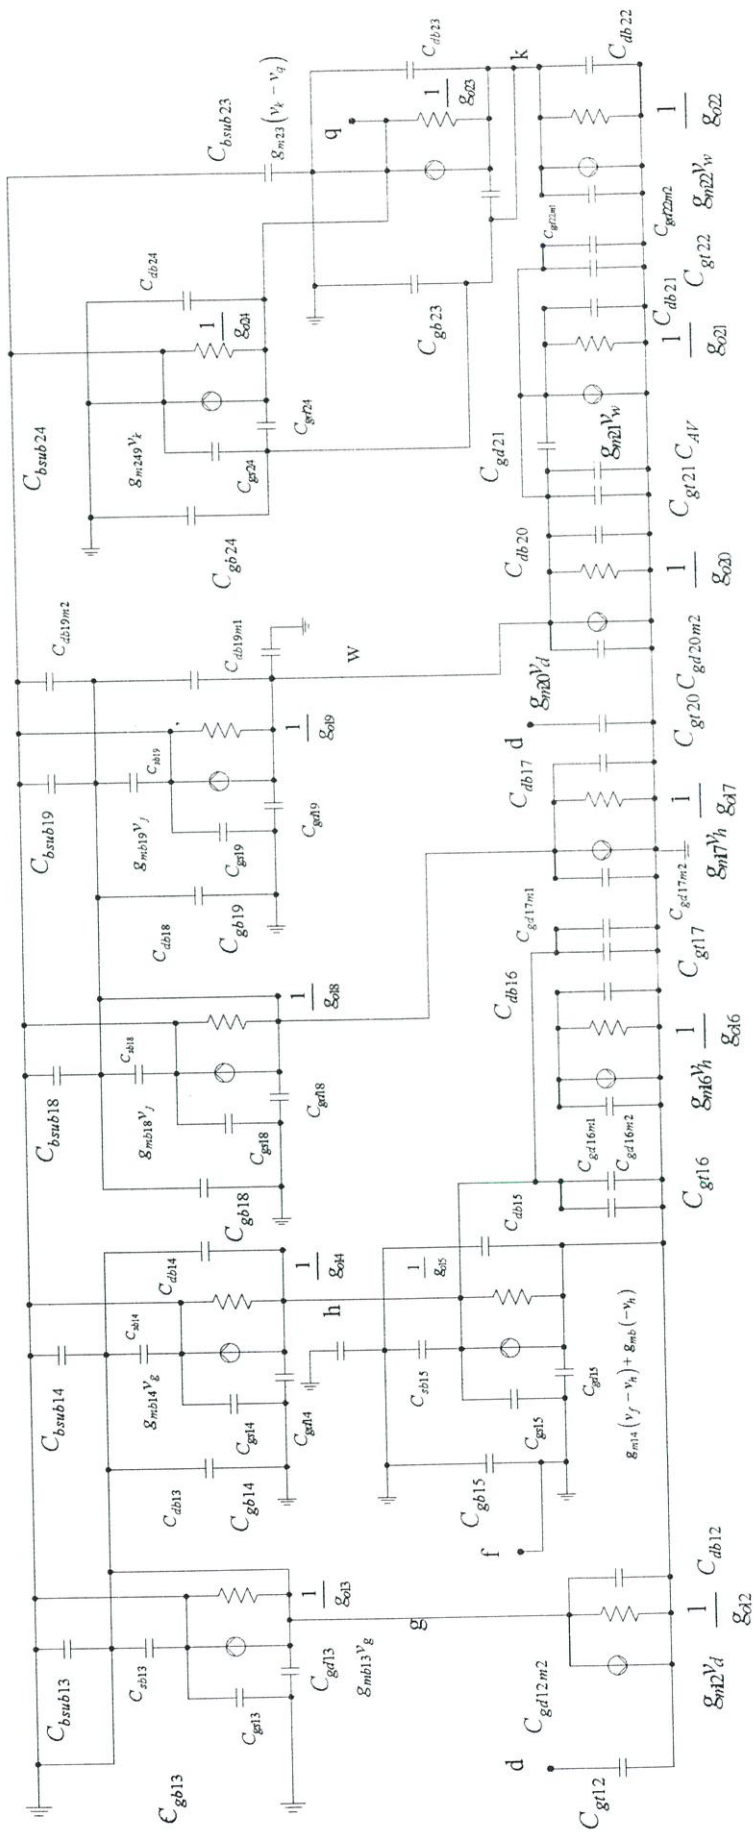 C_bsub13
C_sb13
C_gs13
C_gb13
C_gd13
g_mb13 v_g
1/g_o13
C_bsub14
C_sb14
g_mb14 v_g
C_gs14
C_gd14
C_db13
C_gb14
C_db14
1/g_o14
C_bsub18
C_sb18
g_mb18 v_j
C_gs18
C_gd18
C_gb18
1/g_o18
C_bsub19
C_sb19
g_mb19 v_j
C_gs19
C_gd19
C_db18
C_gb19
1/g_o19
C_db19m2
C_db19m1
w
C_bsub24
g_m249 v_k
C_gs24
C_gd24
C_gb24
C_db24
1/g_o24
C_bsub23
g_m23 (v_k − v_q)
C_db23
q
1/g_o23
C_gb23
k
g
f
h
C_gb15
C_sb15
C_gs15
C_gd15
1/g_o15
C_db15
g_m14 (v_f − v_h) + g_mb (−v_h)
d
C_gt12
C_gd12m2
g_m12 v_d
1/g_o12
C_db12
C_gt16
C_gd16m1
C_gd16m2
g_m16 v_h
1/g_o16
C_db16
C_gd17m1
C_gt17
C_gd17m2
g_m17 v_h
1/g_o17
C_db17
d
g_m20 v_d
C_gt20 C_gd20m2
1/g_o20
C_db20
C_gt21 C_AV
C_gd21
g_m21 v_w
1/g_o21
C_db21
C_gt22
C_gd22m1
C_gd22m2
g_m22 v_w
1/g_o22
C_db22